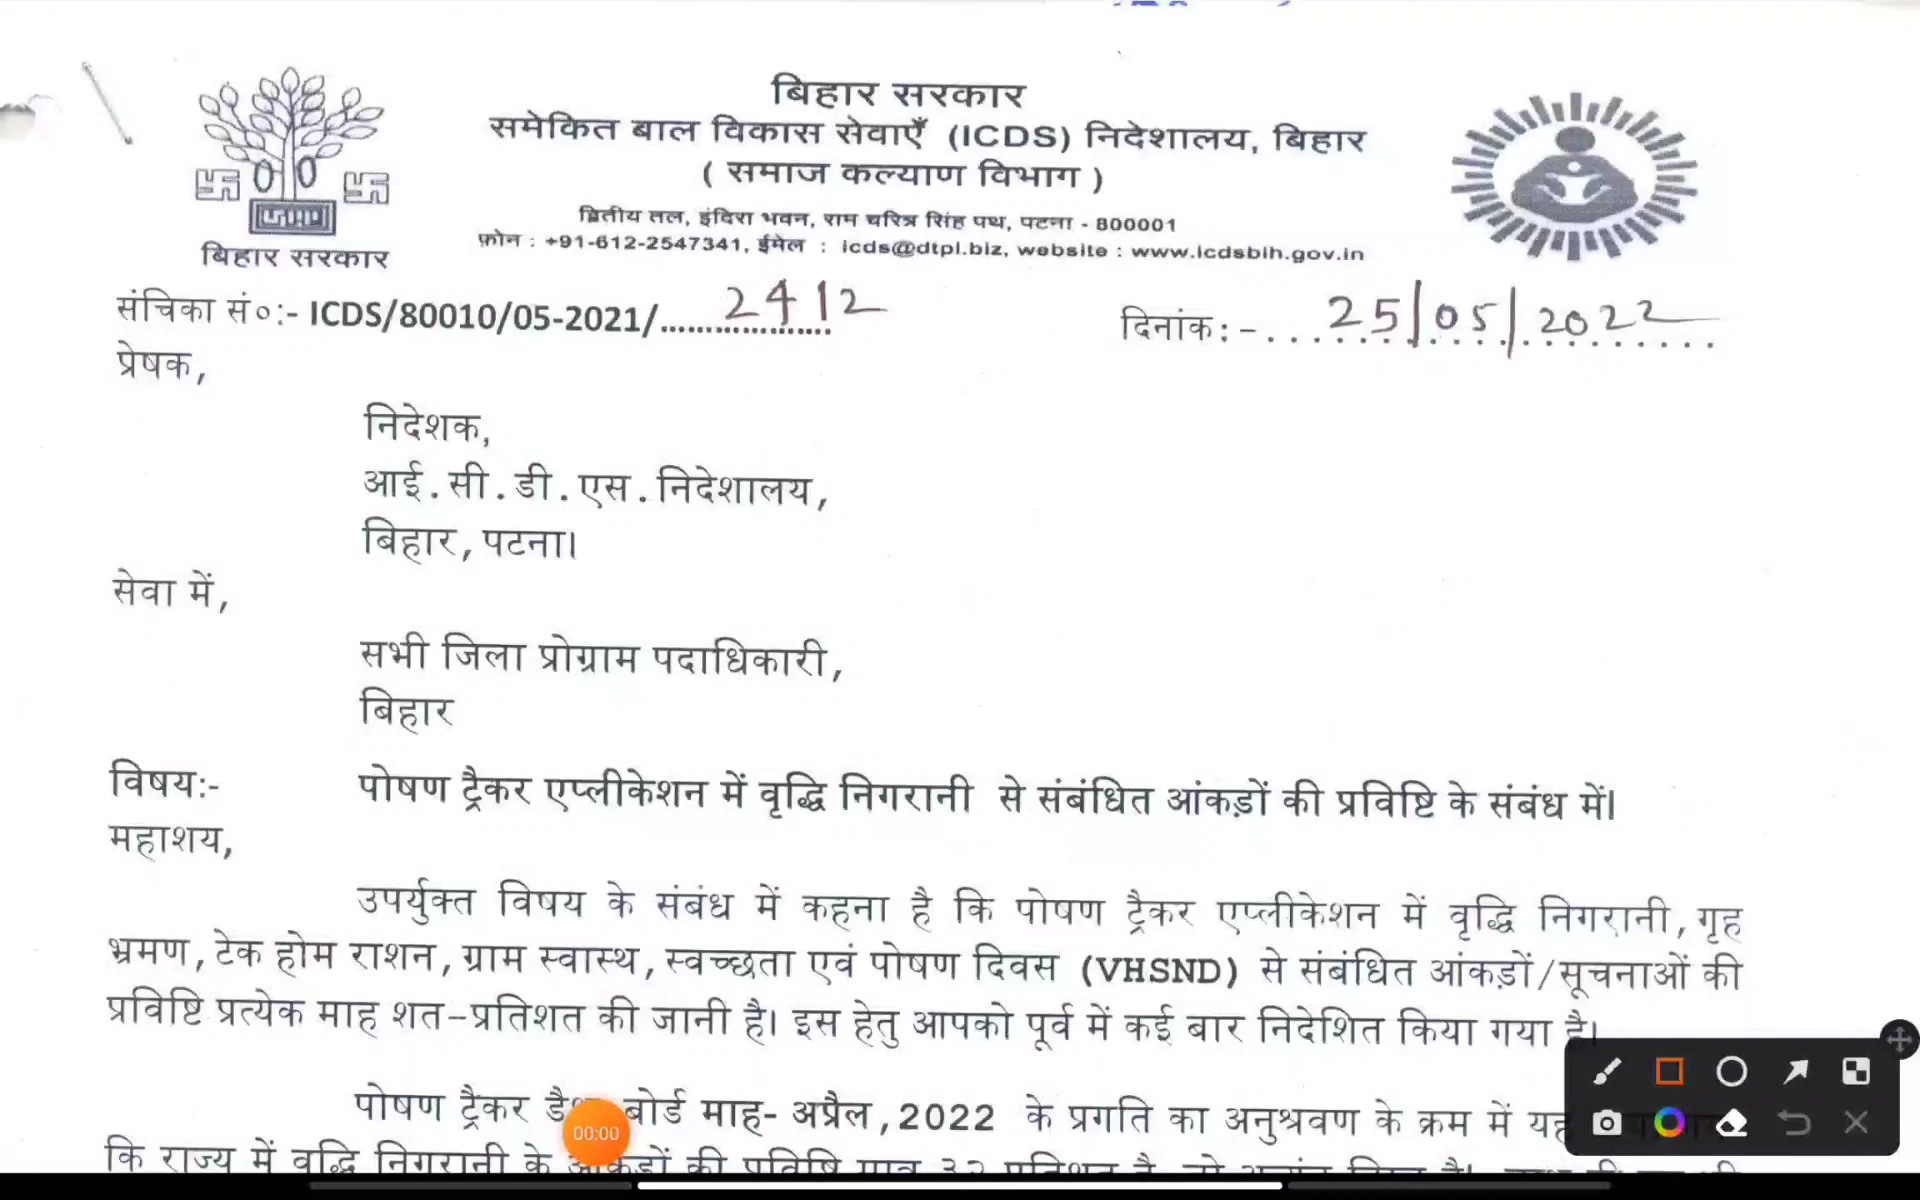 बिहार सरकार
समेकित बाल विकास सेवाएँ (ICDS) निदेशालय, बिहार
( समाज कल्याण विभाग )
द्वितीय तल, इंदिरा भवन, राम चरित्र सिंह पथ, पटना - 800001
फ़ोन : +91-612-2547341, ईमेल : icds@dtpl.biz, website : www.icdsbih.gov.in
बिहार सरकार
संचिका सं०:- ICDS/80010/05-2021/..................2412
दिनांक:-...25/05/2022
प्रेषक,
निदेशक,
आई.सी.डी.एस.निदेशालय,
बिहार, पटना।
सेवा में,
सभी जिला प्रोग्राम पदाधिकारी,
बिहार
विषय:- पोषण ट्रैकर एप्लीकेशन में वृद्धि निगरानी से संबंधित आंकड़ों की प्रविष्टि के संबंध में।
महाशय,
उपर्युक्त विषय के संबंध में कहना है कि पोषण ट्रैकर एप्लीकेशन में वृद्धि निगरानी, गृह
भ्रमण, टेक होम राशन, ग्राम स्वास्थ, स्वच्छता एवं पोषण दिवस (VHSND) से संबंधित आंकड़ों/सूचनाओं की
प्रविष्टि प्रत्येक माह शत-प्रतिशत की जानी है। इस हेतु आपको पूर्व में कई बार निदेशित किया गया है।
पोषण ट्रैकर बोर्ड माह- अप्रैल, 2022 के प्रगति का अनुश्रवण के क्रम में यह
कि राज्य में वृद्धि निगरानी के आंकड़ों की प्रविष्टि
00:00